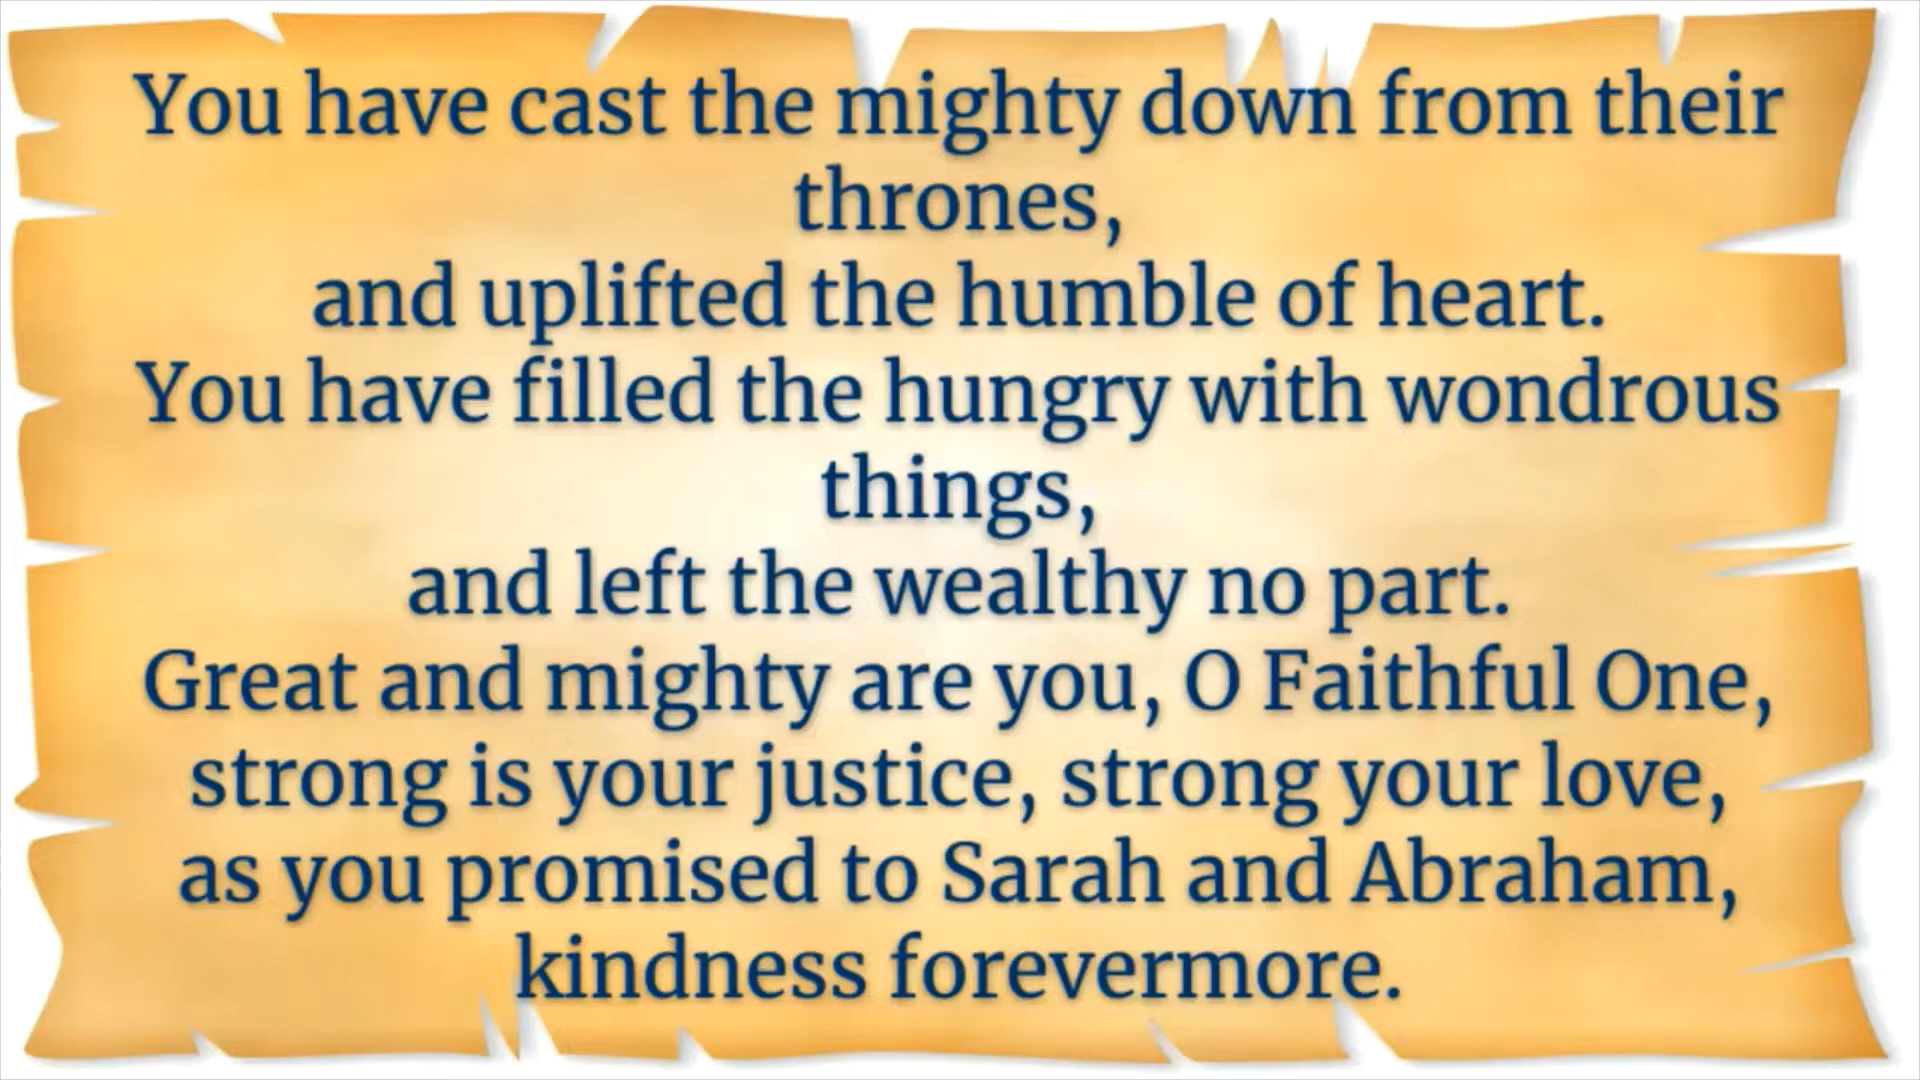 You have cast the mighty down from their
thrones,
and uplifted the humble of heart.
You have filled the hungry with wondrous
things,
and left the wealthy no part.
Great and mighty are you, O Faithful One,
strong is your justice, strong your love,
as you promised to Sarah and Abraham,
kindness forevermore.